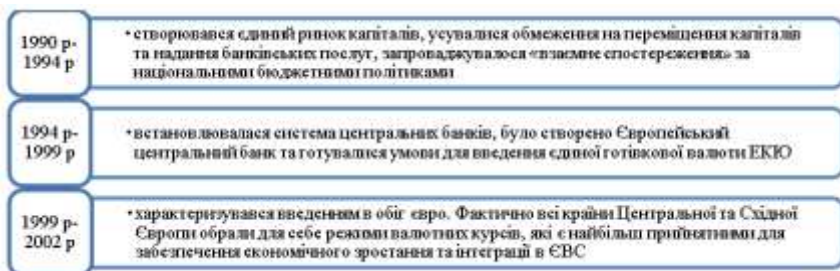 1990 р-
1994 р
•створювався єдиний ринок капіталів, усувалися обмеження на переміщення капіталів
та надання банківських послуг, запроваджувалося «взаємне спостереження» за
національними бюджетними політиками
1994 р-
1999 р
•встановлювалася система центральних банків, було створено Європейський
центральний банк та готувалися умови для введення єдиної готівкової валюти ЕКЮ
1999 р-
2002 р
•характеризувався введенням в обіг євро. Фактично всі країни Центральної та Східної
Європи обрали для себе режими валютних курсів, які є найбільш прийнятними для
забезпечення економічного зростання та інтеграції в ЄВС